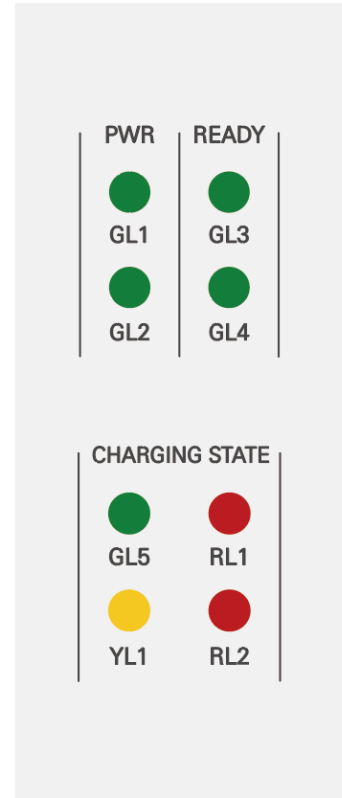 PWR READY
GL1 GL3
GL2 GL4
CHARGING STATE
GL5 RL1
YL1 RL2